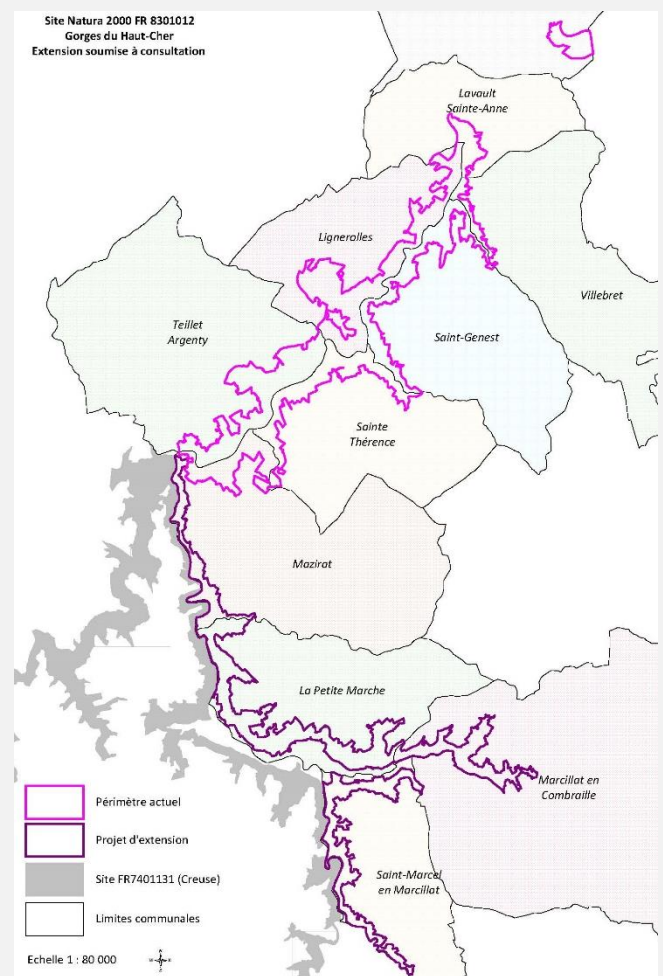 Site Natura 2000 FR 8301012
Gorges du Haut-Cher
Extension soumise à consultation
Lavault
Sainte-Anne
Lignerolles
Villebret
Teillet
Argenty
Saint-Genest
Sainte
Thérence
Mazirat
La Petite Marche
Marcillat en
Combraille
Saint-Marcel
en Marcillat
Périmètre actuel
Projet d'extension
Site FR7401131 (Creuse)
Limites communales
Echelle 1 : 80 000